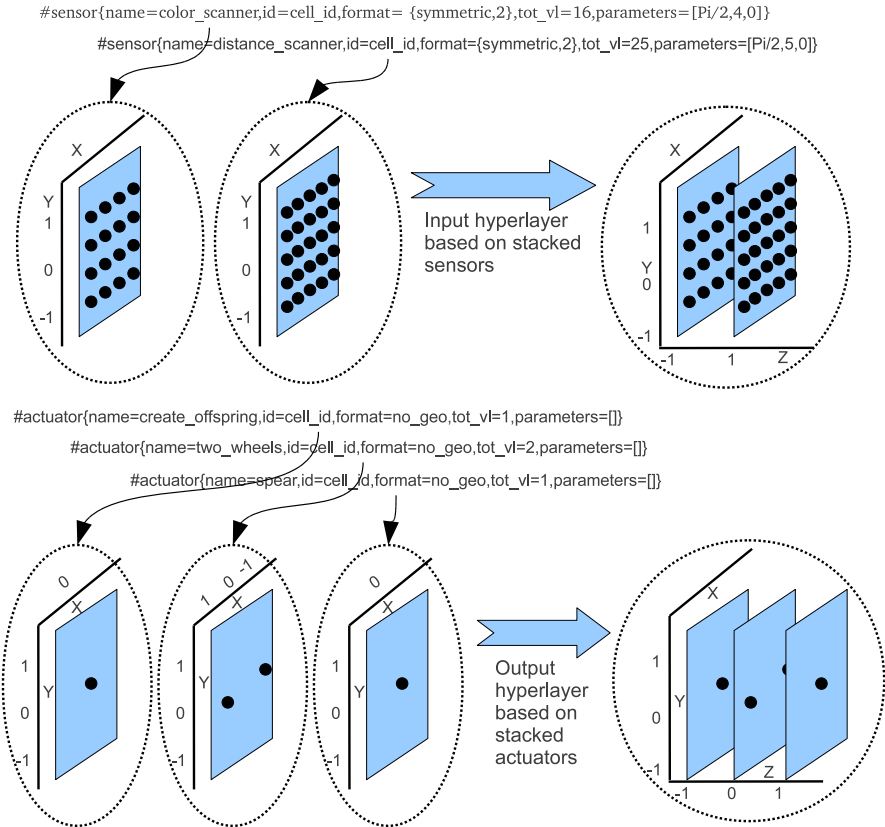 #sensor{name=color_scanner,id=cell_id,format= {symmetric,2},tot_vl=16,parameters=[Pi/2,4,0]}
#sensor{name=distance_scanner,id=cell_id,format={symmetric,2},tot_vl=25,parameters=[Pi/2,5,0]}
X
Y
1
0
-1
X
Y
1
0
-1
Input hyperlayer
based on stacked
sensors
X
1
Y
0
-1
-1
1
Z
#actuator{name=create_offspring,id=cell_id,format=no_geo,tot_vl=1,parameters=[]}
#actuator{name=two_wheels,id=cell_id,format=no_geo,tot_vl=2,parameters=[]}
#actuator{name=spear,id=cell_id,format=no_geo,tot_vl=1,parameters=[]}
0
X
1
Y
0
-1
1 0 -1
X
1
Y
0
-1
0
X
1
Y
0
-1
Output
hyperlayer
based on
stacked
actuators
X
1
Y
0
-1
Z
-1
0
1